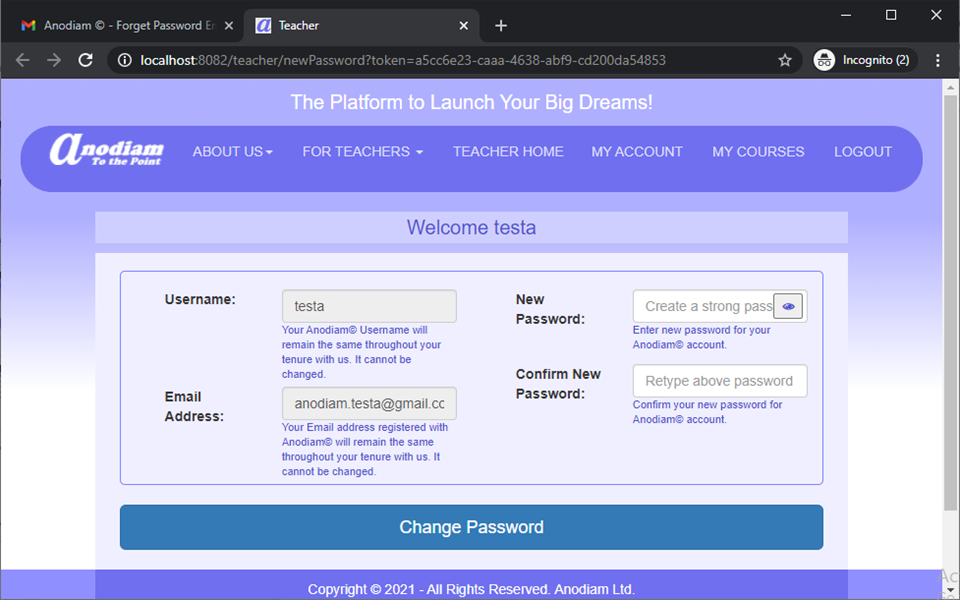 Anodiam © - Forget Password En
Teacher
localhost:8082/teacher/newPassword?token=a5cc6e23-caaa-4638-abf9-cd200da54853
Incognito (2)
The Platform to Launch Your Big Dreams!
anodiam
To the Point
ABOUT US
FOR TEACHERS
TEACHER HOME
MY ACCOUNT
MY COURSES
LOGOUT
Welcome testa
Username:
testa
Your Anodiam© Username will
remain the same throughout your
tenure with us. It cannot be
changed.
Email
Address:
anodiam.testa@gmail.cc
Your Email address registered with
Anodiam© will remain the same
throughout your tenure with us. It
cannot be changed.
New
Password:
Create a strong pass
Enter new password for your
Anodiam© account.
Confirm New
Password:
Retype above password
Confirm your new password for
Anodiam© account.
Change Password
Copyright © 2021 - All Rights Reserved. Anodiam Ltd.